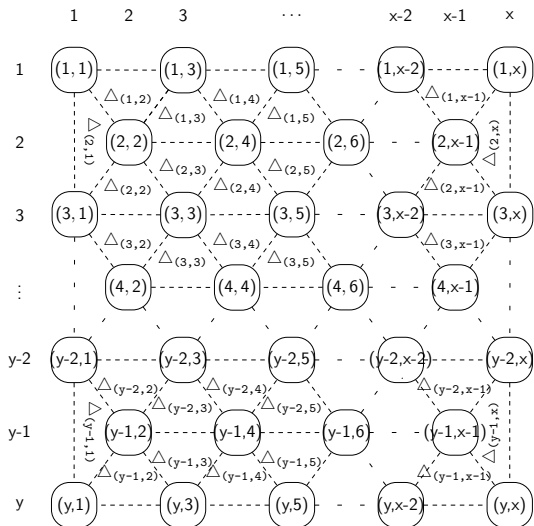 1 2 3 ··· x-2 x-1 x
1 (1, 1) (1, 3) (1, 5) (1,x-2) (1,x)
△(1,2) △(1,4) △(1,x-1)
△(2,1) △(1,3) △(1,5) △(2,x)
2 (2, 2) (2, 4) (2, 6) (2,x-1)
△(2,3) △(2,5)
△(2,2) △(2,4) △(2,x-1)
3 (3, 1) (3, 3) (3, 5) (3,x-2) (3,x)
△(3,2) △(3,4) △(3,x-1)
△(3,3) △(3,5)
⋮ (4, 2) (4, 4) (4, 6) (4,x-1)
y-2 (y-2,1) (y-2,3) (y-2,5) (y-2,x-2) (y-2,x)
△(y-2,2) △(y-2,4) △(y-2,x-1)
△(y-1,1) △(y-2,3) △(y-2,5) △(y-1,x)
y-1 (y-1,2) (y-1,4) (y-1,6) (y-1,x-1)
△(y-1,3) △(y-1,5)
△(y-1,2) △(y-1,4) △(y-1,x-1)
y (y,1) (y,3) (y,5) (y,x-2) (y,x)